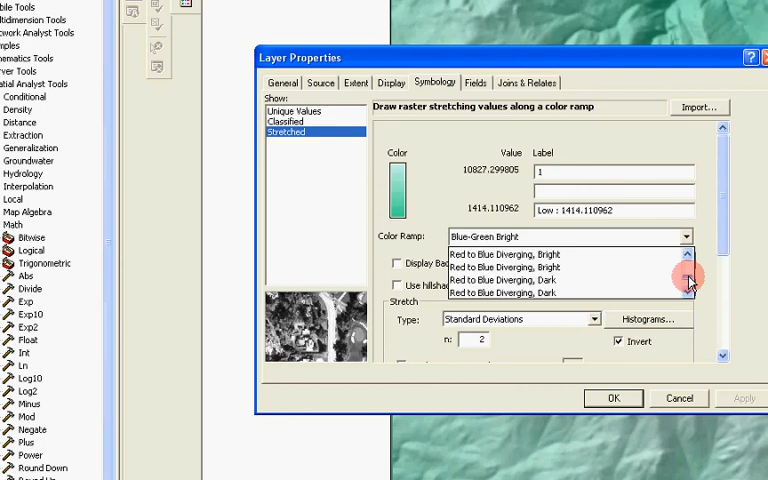 bile Tools
ltidimension Tools
twork Analyst Tools
mples
hematics Tools
rver Tools
atial Analyst Tools
Conditional
Density
Distance
Extraction
Generalization
Groundwater
Hydrology
Interpolation
Local
Map Algebra
Math
Bitwise
Logical
Trigonometric
Abs
Divide
Exp
Exp10
Exp2
Float
Int
Ln
Log10
Log2
Minus
Mod
Negate
Plus
Power
Round Down
Layer Properties
General
Source
Extent
Display
Symbology
Fields
Joins & Relates
Show:
Unique Values
Classified
Stretched
Draw raster stretching values along a color ramp
Import...
Color
Value
Label
10827.299805
1
1414.110962
Low : 1414.110962
Color Ramp:
Blue-Green Bright
Red to Blue Diverging, Bright
Red to Blue Diverging, Bright
Red to Blue Diverging, Dark
Red to Blue Diverging, Dark
Display Bac
Use hillsha
Stretch
Type:
Standard Deviations
Histograms...
n:
2
Invert
OK
Cancel
Apply